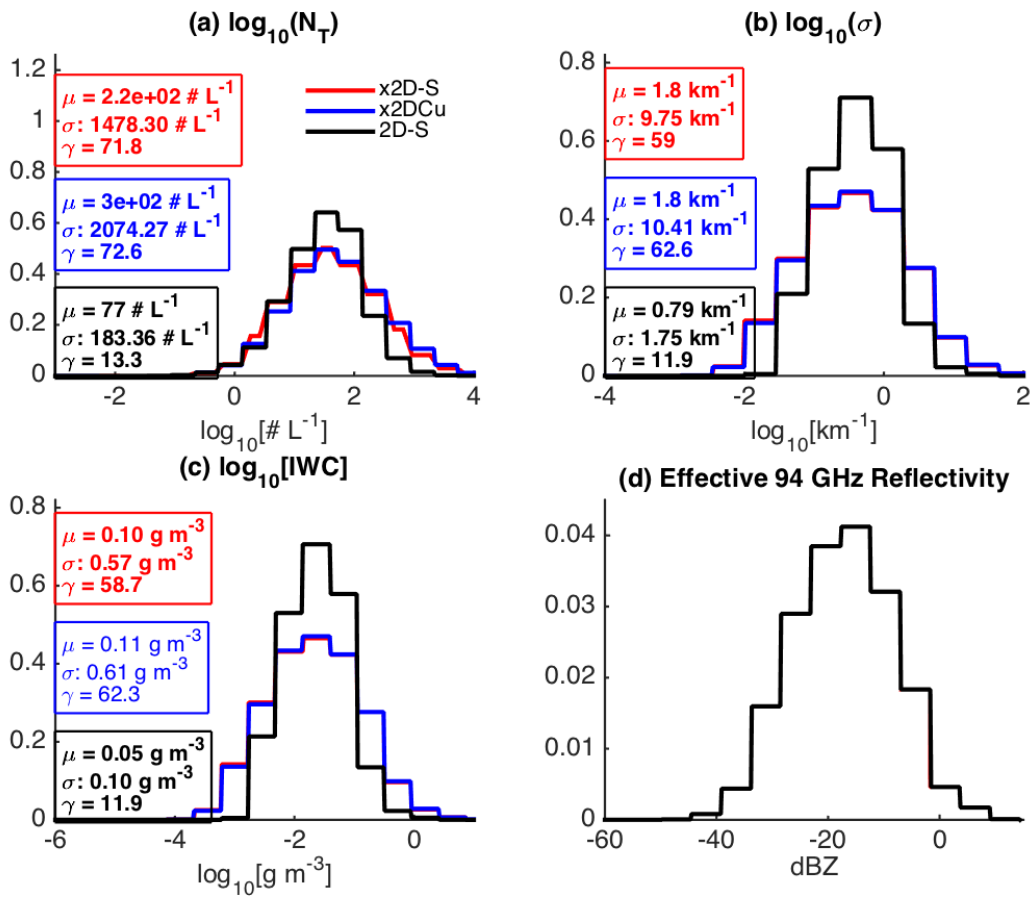 (a) log10(NT)
1.2
1
0.8
0.6
0.4
0.2
0
μ = 2.2e+02 # L-1
σ: 1478.30 # L-1
γ = 71.8
μ = 3e+02 # L-1
σ: 2074.27 # L-1
γ = 72.6
μ = 77 # L-1
σ: 183.36 # L-1
γ = 13.3
x2D-S
x2DCu
2D-S
-2 0 2 4
log10[# L-1]
(b) log10(σ)
0.8
0.6
0.4
0.2
0
μ = 1.8 km-1
σ: 9.75 km-1
γ = 59
μ = 1.8 km-1
σ: 10.41 km-1
γ = 62.6
μ = 0.79 km-1
σ: 1.75 km-1
γ = 11.9
-4 -2 0 2
log10[km-1]
(c) log10[IWC]
0.8
0.6
0.4
0.2
0
μ = 0.10 g m-3
σ: 0.57 g m-3
γ = 58.7
μ = 0.11 g m-3
σ: 0.61 g m-3
γ = 62.3
μ = 0.05 g m-3
σ: 0.10 g m-3
γ = 11.9
-6 -4 -2 0
log10[g m-3]
(d) Effective 94 GHz Reflectivity
0.04
0.03
0.02
0.01
0
-60 -40 -20 0
dBZ